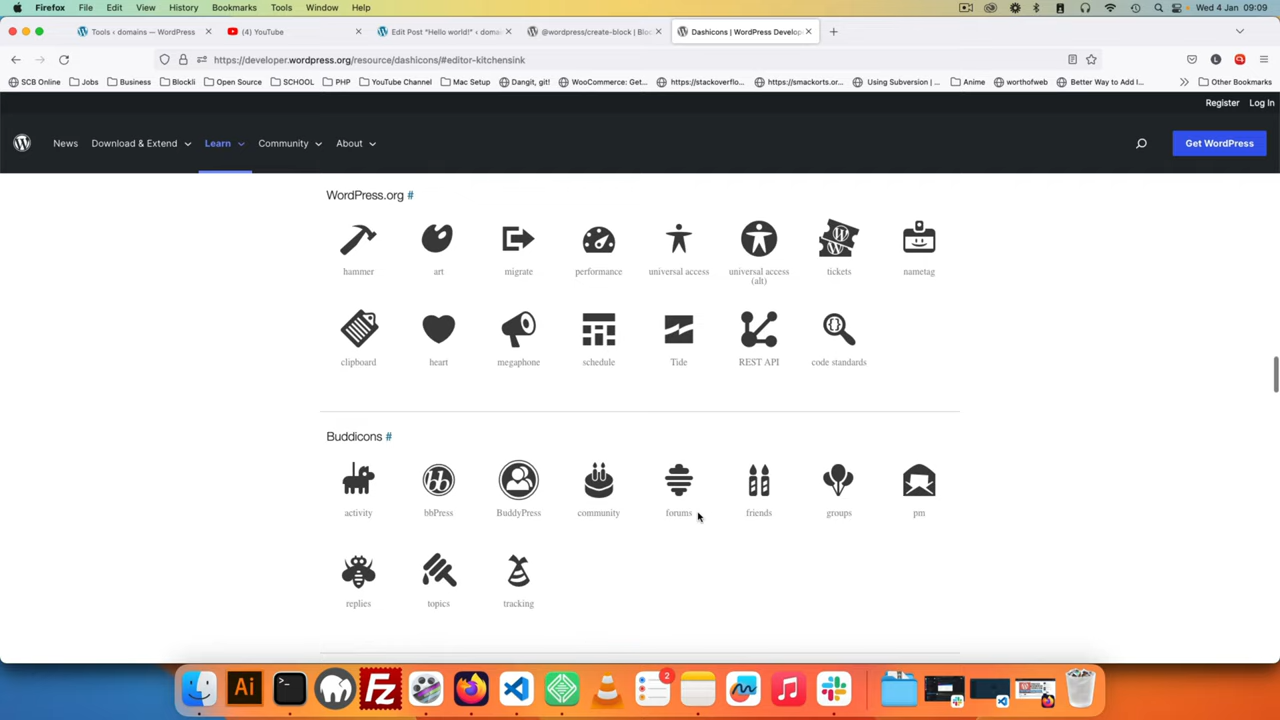 Firefox File Edit View History Bookmarks Tools Window Help Wed 4 Jan 09:09
Tools ‹ domains — WordPress (4) YouTube Edit Post "Hello world!" ‹ doma @wordpress/create-block | Bloc Dashicons | WordPress Develop
https://developer.wordpress.org/resource/dashicons/#editor-kitchensink
SCB Online Jobs Business Blockli Open Source SCHOOL PHP YouTube Channel Mac Setup Dangit, git! WooCommerce: Get... https://stackoverflo... https://smackorts.or... Using Subversion | ... Anime worthofweb Better Way to Add I... Other Bookmarks
Register Log In
News Download & Extend Learn Community About Get WordPress
WordPress.org #
hammer art migrate performance universal access universal access (alt) tickets nametag
clipboard heart megaphone schedule Tide REST API code standards
Buddicons #
activity bbPress BuddyPress community forums friends groups pm
replies topics tracking
Ai Fz 2